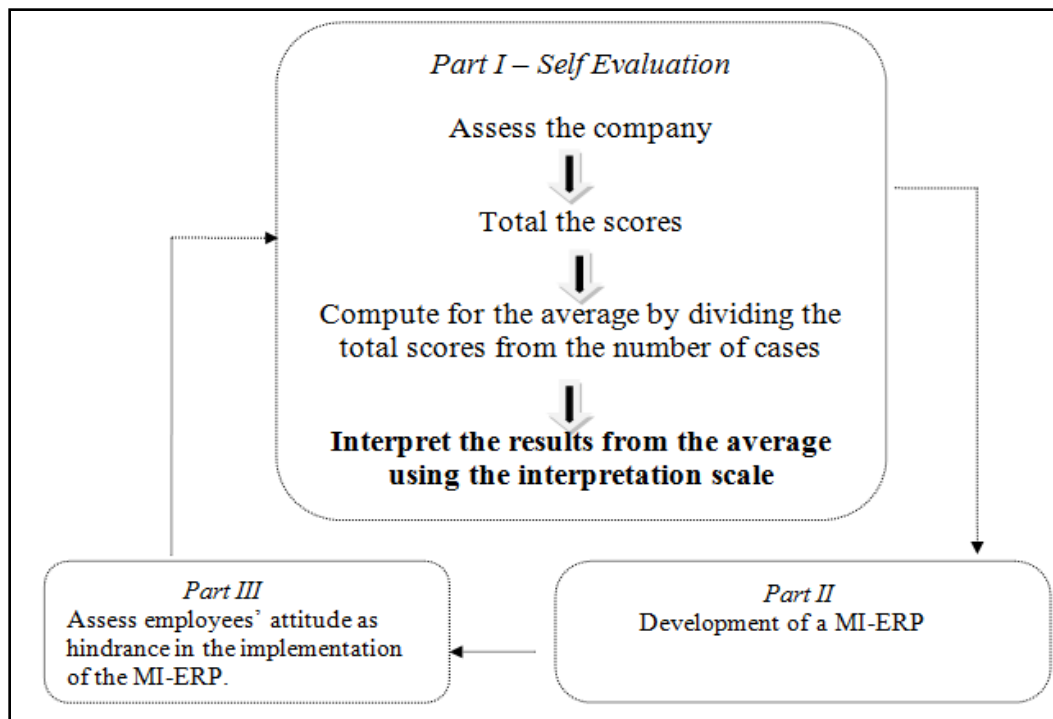 Part I – Self Evaluation
Assess the company
Total the scores
Compute for the average by dividing the
total scores from the number of cases
Interpret the results from the average
using the interpretation scale
Part II
Development of a MI-ERP
Part III
Assess employees’ attitude as
hindrance in the implementation
of the MI-ERP.